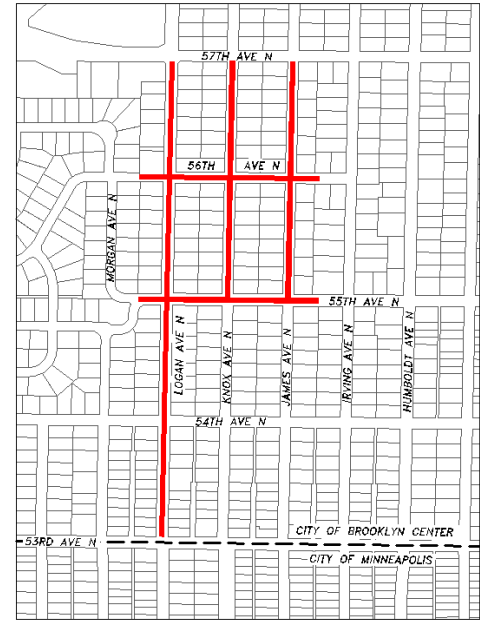 57TH AVE N
56TH AVE N
MORGAN AVE N
55TH AVE N
LOGAN AVE N
KNOX AVE N
JAMES AVE N
IRVING AVE N
HUMBOLDT AVE N
54TH AVE N
CITY OF BROOKLYN CENTER
53RD AVE N
CITY OF MINNEAPOLIS